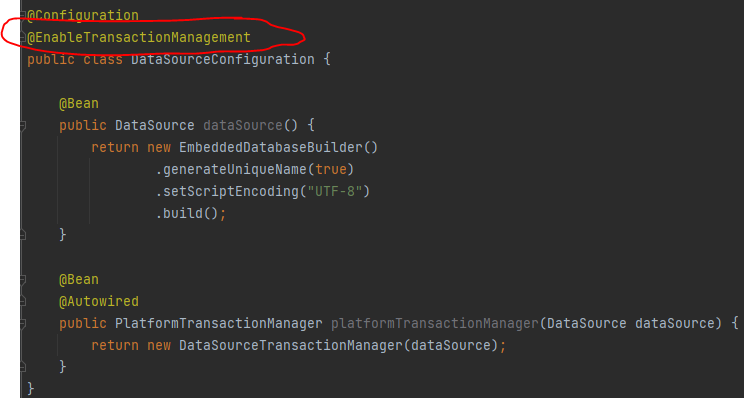 @Configuration
@EnableTransactionManagement
public class DataSourceConfiguration {
@Bean
public DataSource dataSource() {
return new EmbeddedDatabaseBuilder()
.generateUniqueName(true)
.setScriptEncoding("UTF-8")
.build();
}
@Bean
@Autowired
public PlatformTransactionManager platformTransactionManager(DataSource dataSource) {
return new DataSourceTransactionManager(dataSource);
}
}